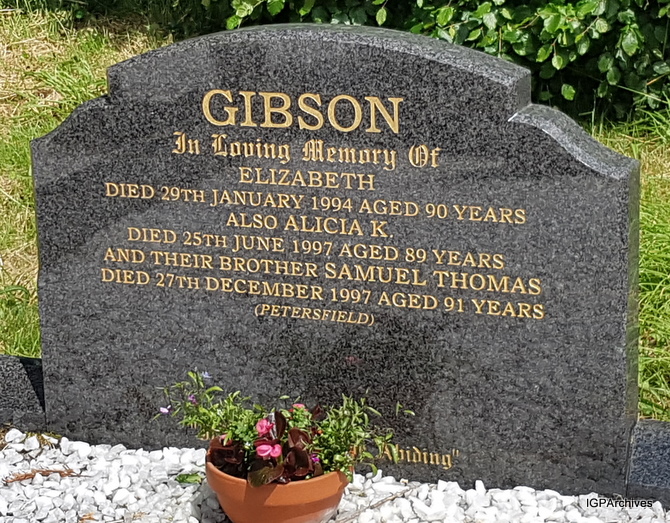 GIBSON
In Loving Memory Of
ELIZABETH
DIED 29TH JANUARY 1994 AGED 90 YEARS
ALSO ALICIA K.
DIED 25TH JUNE 1997 AGED 89 YEARS
AND THEIR BROTHER SAMUEL THOMAS
DIED 27TH DECEMBER 1997 AGED 91 YEARS
(PETERSFIELD)
Abiding"
IGPArchives